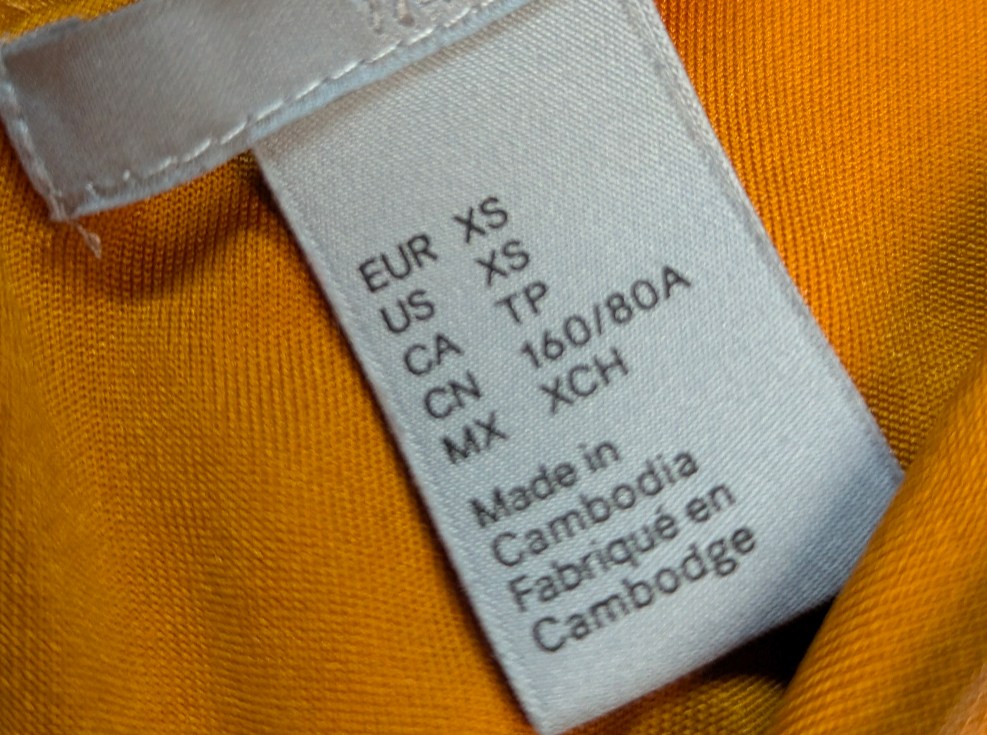 EUR XS
US XS
CA TP
CN 160/80A
MX XCH
Made in
Cambodia
Fabriqué en
Cambodge